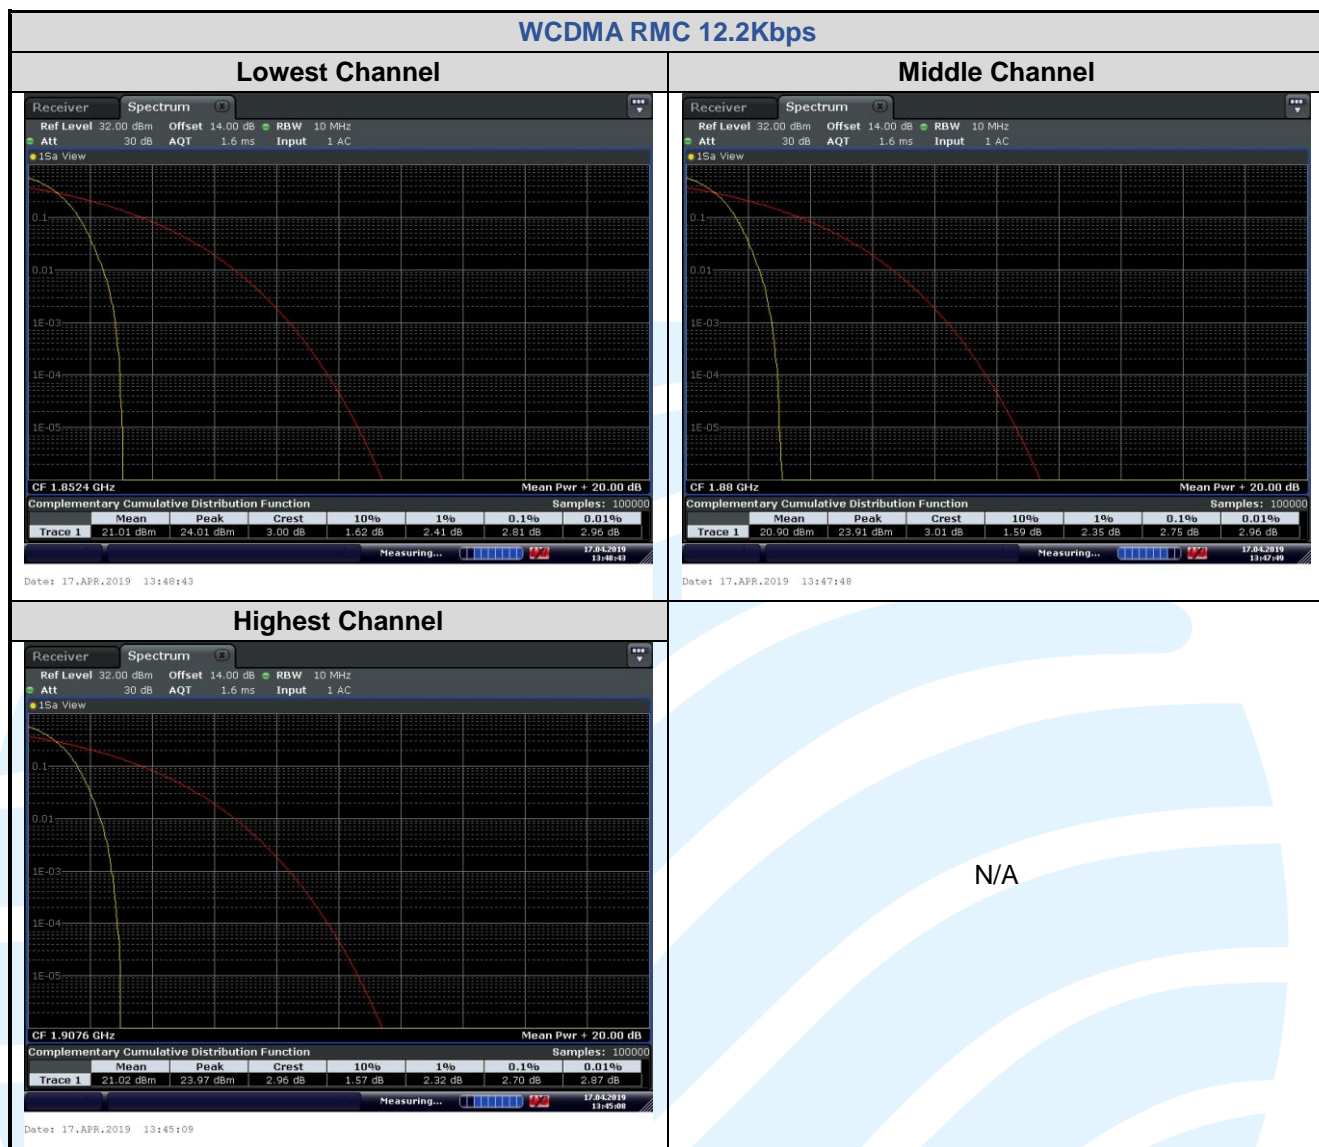 WCDMA RMC 12.2Kbps
Lowest Channel
Middle Channel
Receiver Spectrum
Ref Level 32.00 dBm Offset 14.00 dB RBW 10 MHz
Att 30 dB AQT 1.6 ms Input 1 AC
1Sa View
0.1
0.01
1E-03
1E-04
1E-05
CF 1.8524 GHz Mean Pwr + 20.00 dB
Complementary Cumulative Distribution Function Samples: 100000
Mean Peak Crest 10% 1% 0.1% 0.01%
Trace 1 21.01 dBm 24.01 dBm 3.00 dB 1.62 dB 2.41 dB 2.81 dB 2.96 dB
Measuring... 17.04.2019
13:48:43
Date: 17.APR.2019 13:48:43
Receiver Spectrum
Ref Level 32.00 dBm Offset 14.00 dB RBW 10 MHz
Att 30 dB AQT 1.6 ms Input 1 AC
1Sa View
0.1
0.01
1E-03
1E-04
1E-05
CF 1.88 GHz Mean Pwr + 20.00 dB
Complementary Cumulative Distribution Function Samples: 100000
Mean Peak Crest 10% 1% 0.1% 0.01%
Trace 1 20.90 dBm 23.91 dBm 3.01 dB 1.59 dB 2.35 dB 2.75 dB 2.96 dB
Measuring... 17.04.2019
13:47:49
Date: 17.APR.2019 13:47:48
Highest Channel
Receiver Spectrum
Ref Level 32.00 dBm Offset 14.00 dB RBW 10 MHz
Att 30 dB AQT 1.6 ms Input 1 AC
1Sa View
0.1
0.01
1E-03
1E-04
1E-05
CF 1.9076 GHz Mean Pwr + 20.00 dB
Complementary Cumulative Distribution Function Samples: 100000
Mean Peak Crest 10% 1% 0.1% 0.01%
Trace 1 21.02 dBm 23.97 dBm 2.96 dB 1.57 dB 2.32 dB 2.70 dB 2.87 dB
Measuring... 17.04.2019
13:45:08
Date: 17.APR.2019 13:45:09
N/A